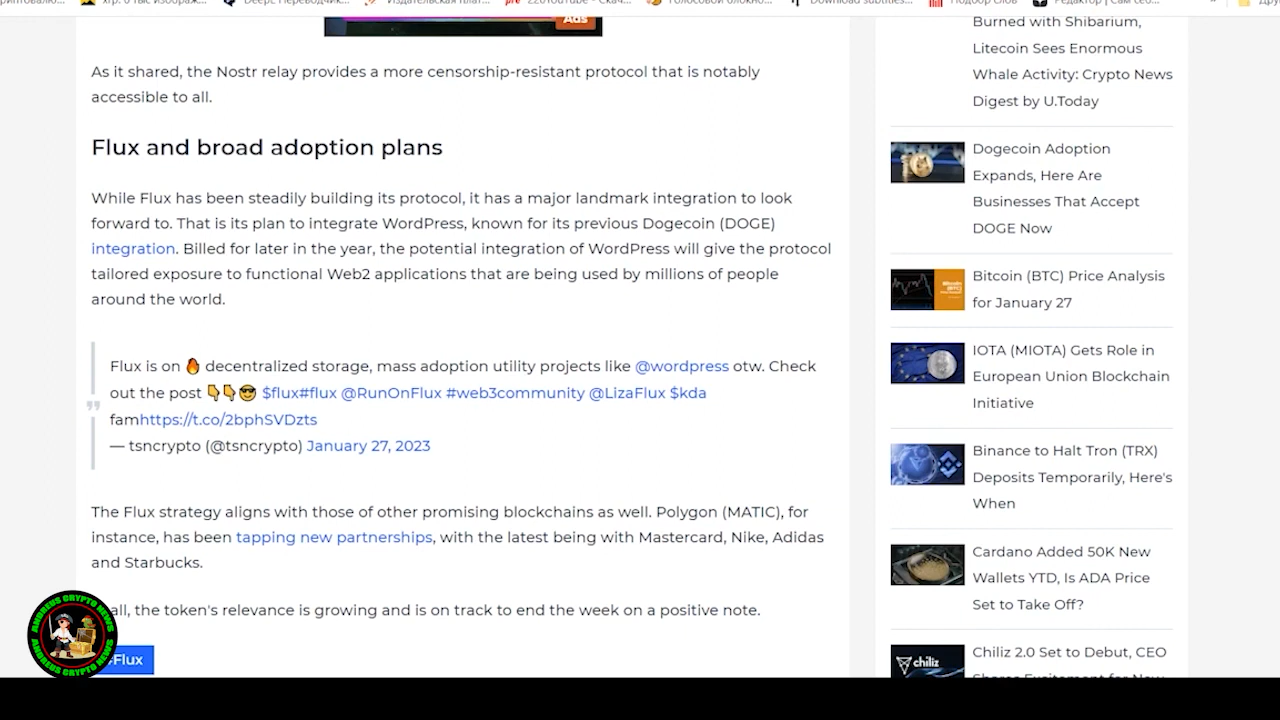 Ads
As it shared, the Nostr relay provides a more censorship-resistant protocol that is notably
accessible to all.
Flux and broad adoption plans
While Flux has been steadily building its protocol, it has a major landmark integration to look
forward to. That is its plan to integrate WordPress, known for its previous Dogecoin (DOGE)
integration. Billed for later in the year, the potential integration of WordPress will give the protocol
tailored exposure to functional Web2 applications that are being used by millions of people
around the world.
Flux is on 🔥 decentralized storage, mass adoption utility projects like @wordpress otw. Check
out the post 👇👇😎 $flux#flux @RunOnFlux #web3community @LizaFlux $kda
famhttps://t.co/2bphSVDzts
— tsncrypto (@tsncrypto) January 27, 2023
The Flux strategy aligns with those of other promising blockchains as well. Polygon (MATIC), for
instance, has been tapping new partnerships, with the latest being with Mastercard, Nike, Adidas
and Starbucks.
all, the token's relevance is growing and is on track to end the week on a positive note.
Flux
ANDREUS CRYPTO NEWS
ANDREUS CRYPTO NEWS
Burned with Shibarium,
Litecoin Sees Enormous
Whale Activity: Crypto News
Digest by U.Today
Dogecoin Adoption
Expands, Here Are
Businesses That Accept
DOGE Now
Bitcoin (BTC) Price Analysis
for January 27
IOTA (MIOTA) Gets Role in
European Union Blockchain
Initiative
Binance to Halt Tron (TRX)
Deposits Temporarily, Here's
When
Cardano Added 50K New
Wallets YTD, Is ADA Price
Set to Take Off?
chiliz
Chiliz 2.0 Set to Debut, CEO